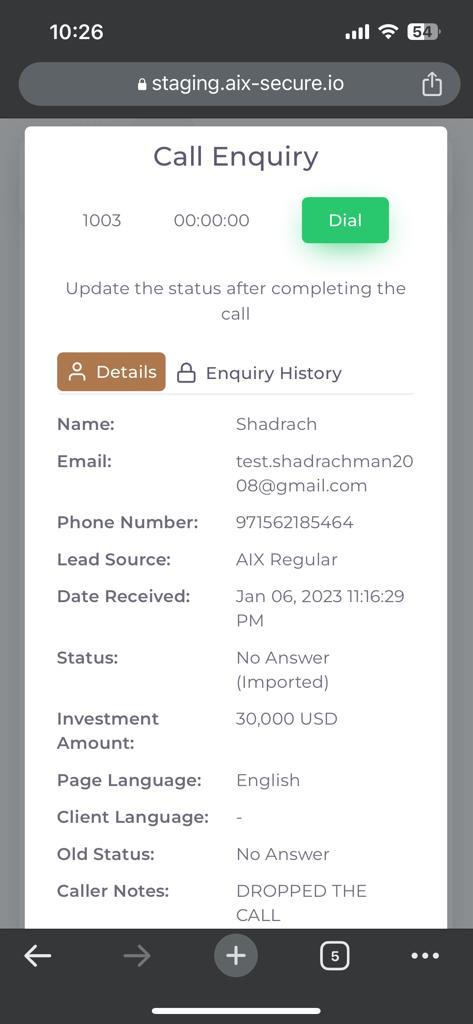 10:26
54
staging.aix-secure.io
Call Enquiry
1003 00:00:00 Dial
Update the status after completing the
call
Details Enquiry History
Name: Shadrach
Email: test.shadrachman20
08@gmail.com
Phone Number: 971562185464
Lead Source: AIX Regular
Date Received: Jan 06, 2023 11:16:29
PM
Status: No Answer
(Imported)
Investment 30,000 USD
Amount:
Page Language: English
Client Language: -
Old Status: No Answer
Caller Notes: DROPPED THE
CALL
5